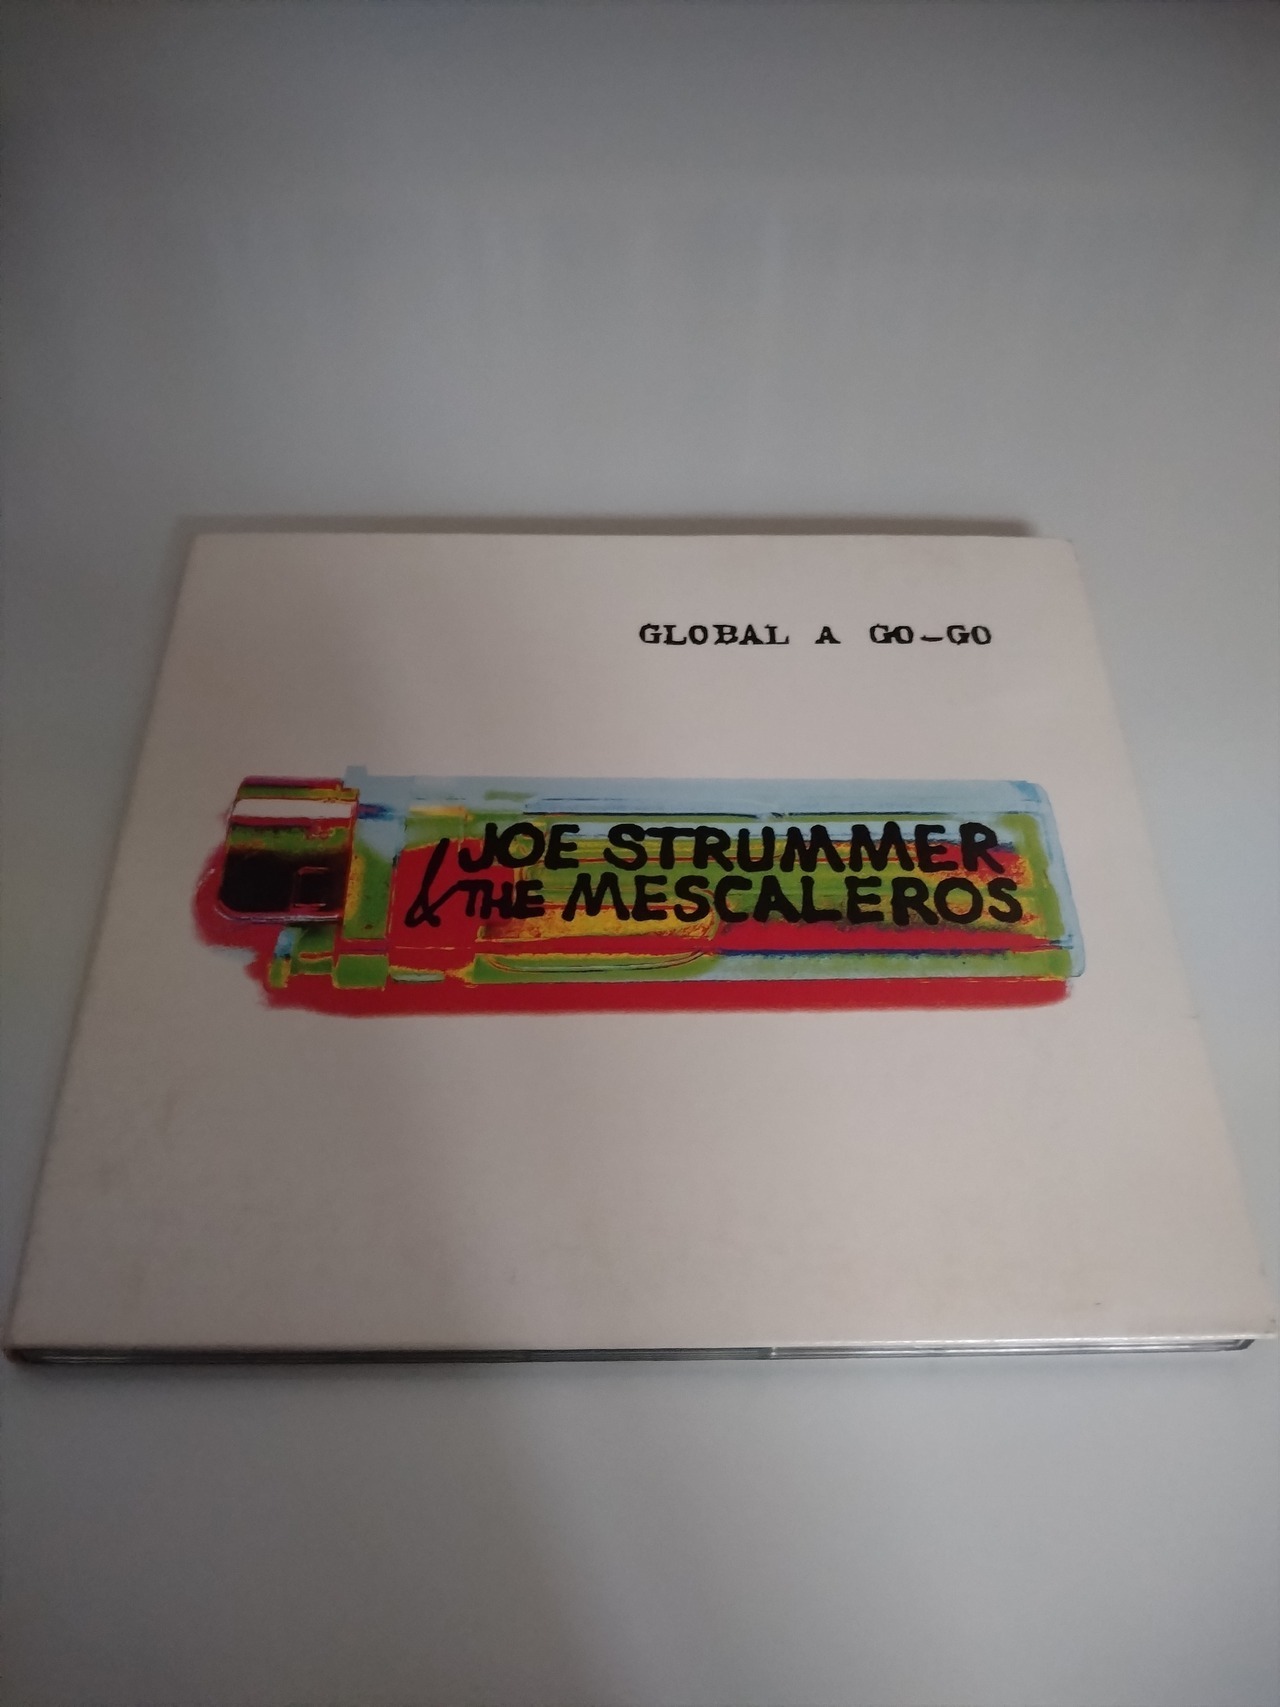 GLOBAL A GO-GO
JOE STRUMMER
& THE MESCALEROS